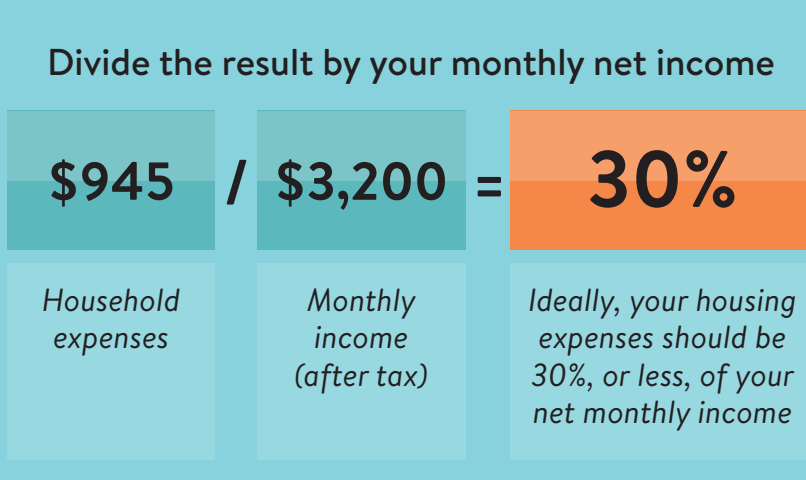 Divide the result by your monthly net income
$945 / $3,200 = 30%
Household
expenses
Monthly
income
(after tax)
Ideally, your housing
expenses should be
30%, or less, of your
net monthly income